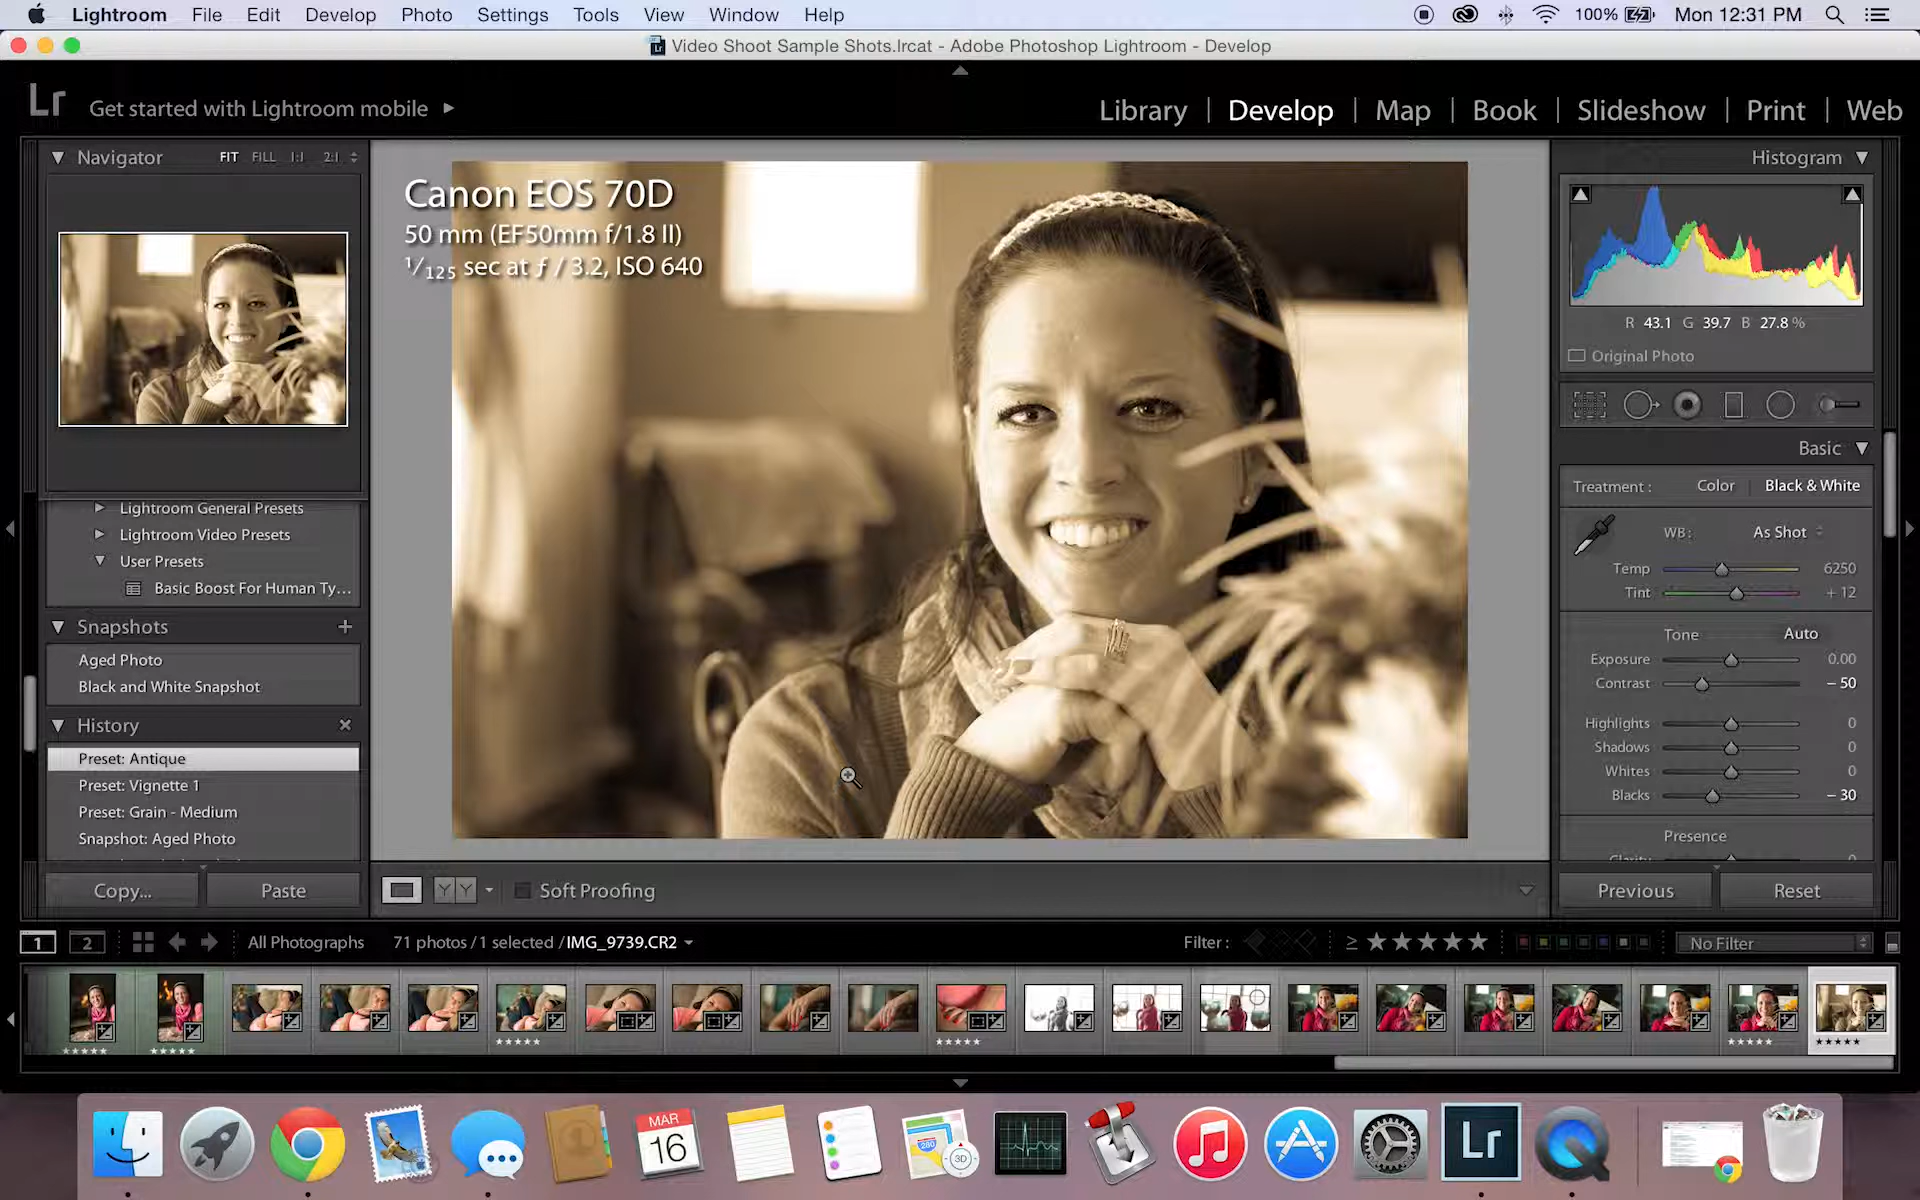 Lightroom File Edit Develop Photo Settings Tools View Window Help 100% Mon 12:31 PM
Video Shoot Sample Shots.lrcat - Adobe Photoshop Lightroom - Develop
Lr Get started with Lightroom mobile
Library | Develop | Map | Book | Slideshow | Print | Web
Navigator FIT FILL 1:1 2:1
Lightroom General Presets
Lightroom Video Presets
User Presets
Basic Boost For Human Ty...
Snapshots +
Aged Photo
Black and White Snapshot
History
Preset: Antique
Preset: Vignette 1
Preset: Grain - Medium
Snapshot: Aged Photo
Copy... Paste
Canon EOS 70D
50 mm (EF50mm f/1.8 II)
1/125 sec at ƒ / 3.2, ISO 640
Y Y Soft Proofing
Histogram
R 43.1 G 39.7 B 27.8 %
Original Photo
Basic
Treatment : Color Black & White
WB: As Shot
Temp 6250
Tint + 12
Tone Auto
Exposure 0.00
Contrast – 50
Highlights 0
Shadows 0
Whites 0
Blacks – 30
Presence
Clarity 0
Previous Reset
1 2 All Photographs 71 photos / 1 selected / IMG_9739.CR2 Filter : ≥ ★★★★★ No Filter
MAR
16
280
3D
Lr